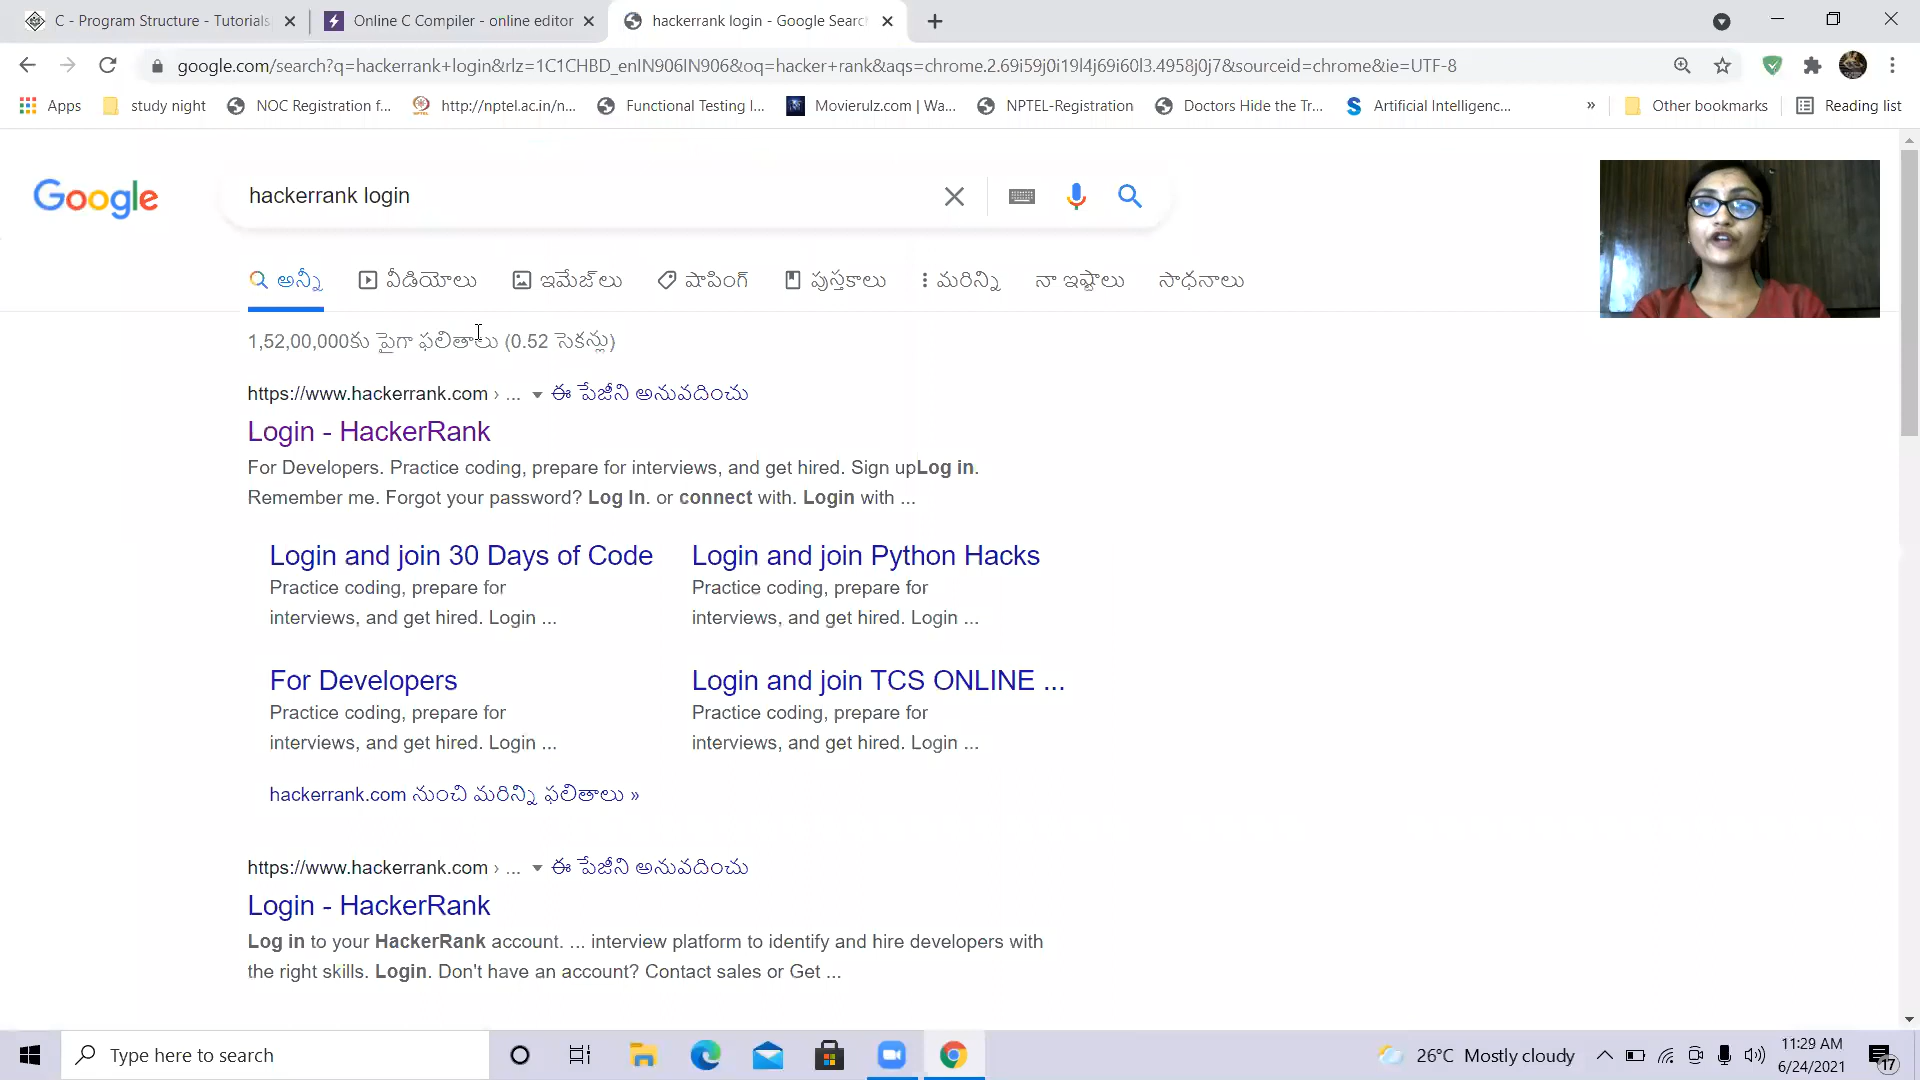 C - Program Structure - Tutorials
Online C Compiler - online editor
hackerrank login - Google Searc
google.com/search?q=hackerrank+login&rlz=1C1CHBD_enIN906IN906&oq=hacker+rank&aqs=chrome.2.69i59j0i19l4j69i60l3.4958j0j7&sourceid=chrome&ie=UTF-8
Apps study night NOC Registration f... http://nptel.ac.in/n... Functional Testing I... Movierulz.com | Wa... NPTEL-Registration Doctors Hide the Tr... Artificial Intelligenc... » Other bookmarks Reading list
Google
hackerrank login
అన్నీ వీడియోలు ఇమేజ్‌లు షాపింగ్ పుస్తకాలు మరిన్ని నా ఇష్టాలు సాధనాలు
1,52,00,000కు పైగా ఫలితాలు (0.52 సెకన్లు)
https://www.hackerrank.com › ... ఈ పేజీని అనువదించు
Login - HackerRank
For Developers. Practice coding, prepare for interviews, and get hired. Sign upLog in.
Remember me. Forgot your password? Log In. or connect with. Login with ...
Login and join 30 Days of Code
Practice coding, prepare for
interviews, and get hired. Login ...
Login and join Python Hacks
Practice coding, prepare for
interviews, and get hired. Login ...
For Developers
Practice coding, prepare for
interviews, and get hired. Login ...
Login and join TCS ONLINE ...
Practice coding, prepare for
interviews, and get hired. Login ...
hackerrank.com నుంచి మరిన్ని ఫలితాలు »
https://www.hackerrank.com › ... ఈ పేజీని అనువదించు
Login - HackerRank
Log in to your HackerRank account. ... interview platform to identify and hire developers with
the right skills. Login. Don't have an account? Contact sales or Get ...
Type here to search
26°C Mostly cloudy
11:29 AM
6/24/2021
17